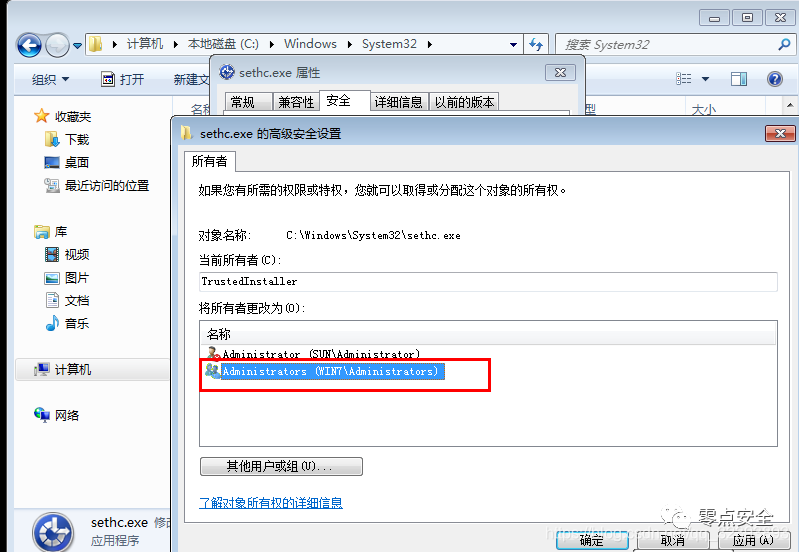 计算机 本地磁盘 (C:) Windows System32 搜索 System32
组织 打开 新建文
sethc.exe 属性
常规 兼容性 安全 详细信息 以前的版本
名称 型 大小
收藏夹
下载
桌面
最近访问的位置
库
视频
图片
文档
音乐
计算机
网络
sethc.exe 修改
应用程序
sethc.exe 的高级安全设置
所有者
如果您有所需的权限或特权，您就可以取得或分配这个对象的所有权。
对象名称: C:\Windows\System32\sethc.exe
当前所有者(C):
TrustedInstaller
将所有者更改为(O):
名称
Administrator (SUN\Administrator)
Administrators (WIN7\Administrators)
其他用户或组(U)...
了解对象所有权的详细信息
零点安全
确定 取消 应用(A)